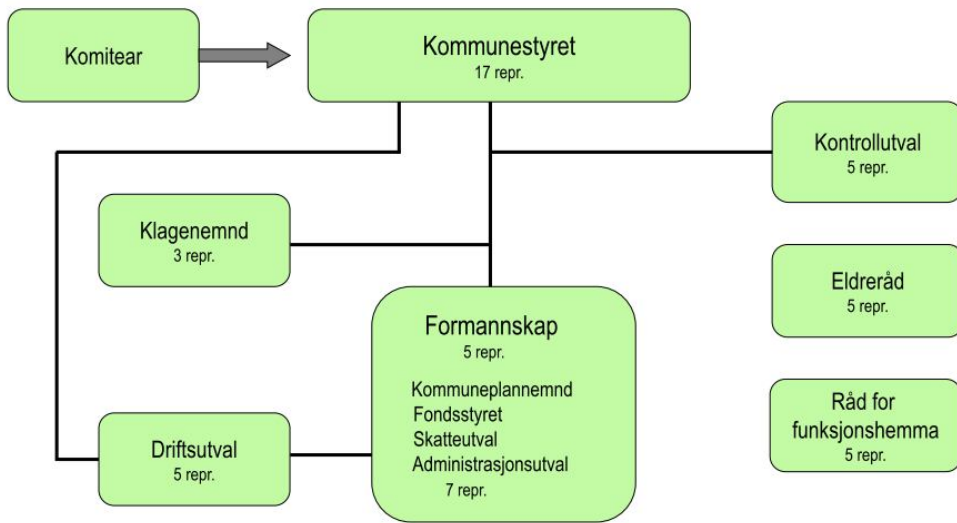 Komitear
Kommunestyret
17 repr.
Kontrollutval
5 repr.
Klagenemnd
3 repr.
Eldreråd
5 repr.
Formannskap
5 repr.
Kommuneplannemnd
Fondsstyret
Skatteutval
Administrasjonsutval
7 repr.
Driftsutval
5 repr.
Råd for
funksjonshemma
5 repr.